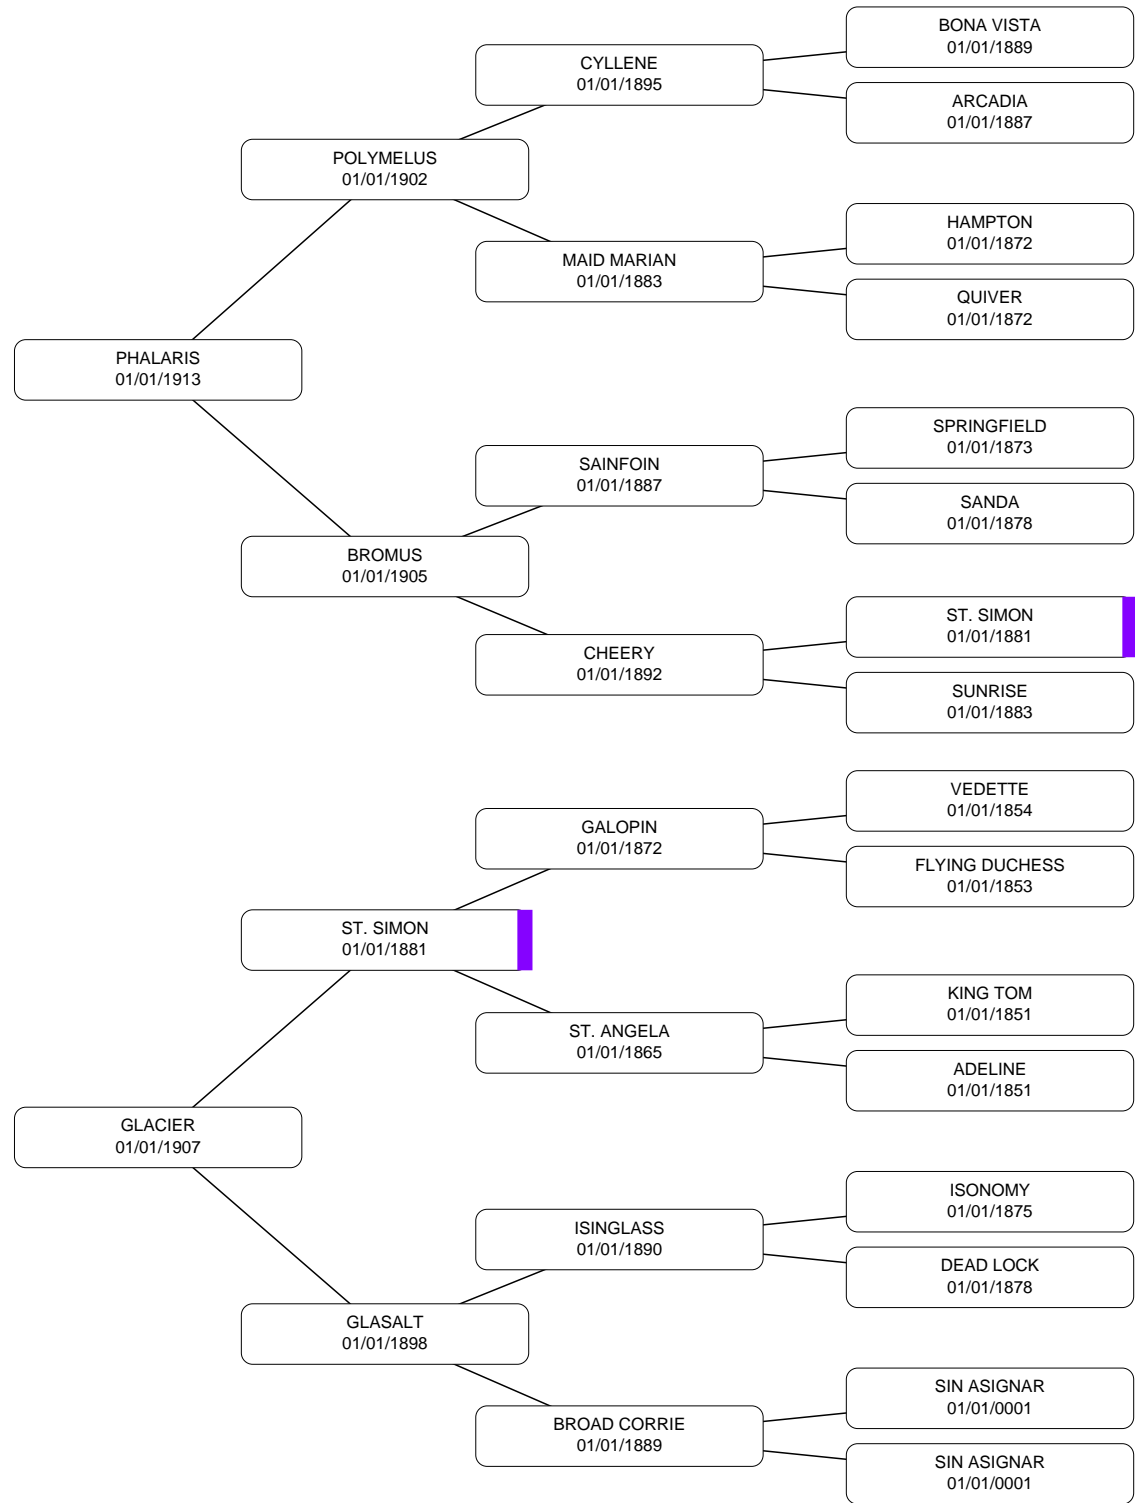 BONA VISTA
01/01/1889
CYLLENE
01/01/1895
ARCADIA
01/01/1887
POLYMELUS
01/01/1902
HAMPTON
01/01/1872
MAID MARIAN
01/01/1883
QUIVER
01/01/1872
PHALARIS
01/01/1913
SPRINGFIELD
01/01/1873
SAINFOIN
01/01/1887
SANDA
01/01/1878
BROMUS
01/01/1905
ST. SIMON
01/01/1881
CHEERY
01/01/1892
SUNRISE
01/01/1883
VEDETTE
01/01/1854
GALOPIN
01/01/1872
FLYING DUCHESS
01/01/1853
ST. SIMON
01/01/1881
KING TOM
01/01/1851
ST. ANGELA
01/01/1865
ADELINE
01/01/1851
GLACIER
01/01/1907
ISONOMY
01/01/1875
ISINGLASS
01/01/1890
DEAD LOCK
01/01/1878
GLASALT
01/01/1898
SIN ASIGNAR
01/01/0001
BROAD CORRIE
01/01/1889
SIN ASIGNAR
01/01/0001